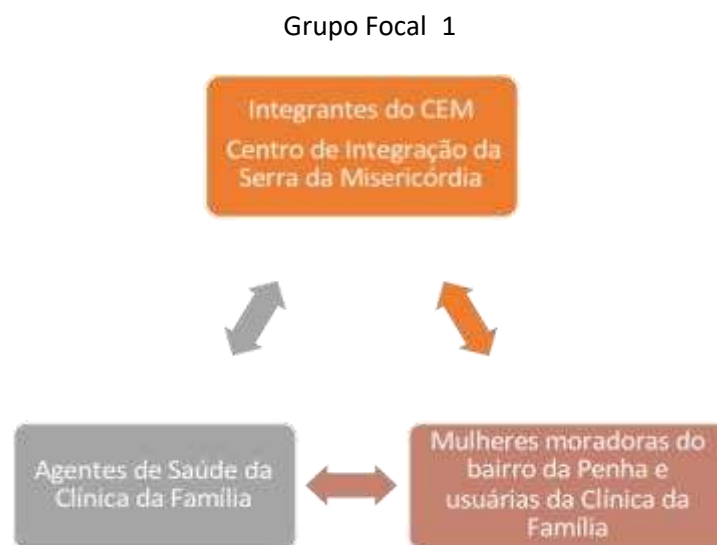 Grupo Focal 1
Integrantes do CEM
Centro de Integração da
Serra da Misericórdia
Agentes de Saúde da
Clínica da Família
Mulheres moradoras do
bairro da Penha e
usuárias da Clínica da
Família